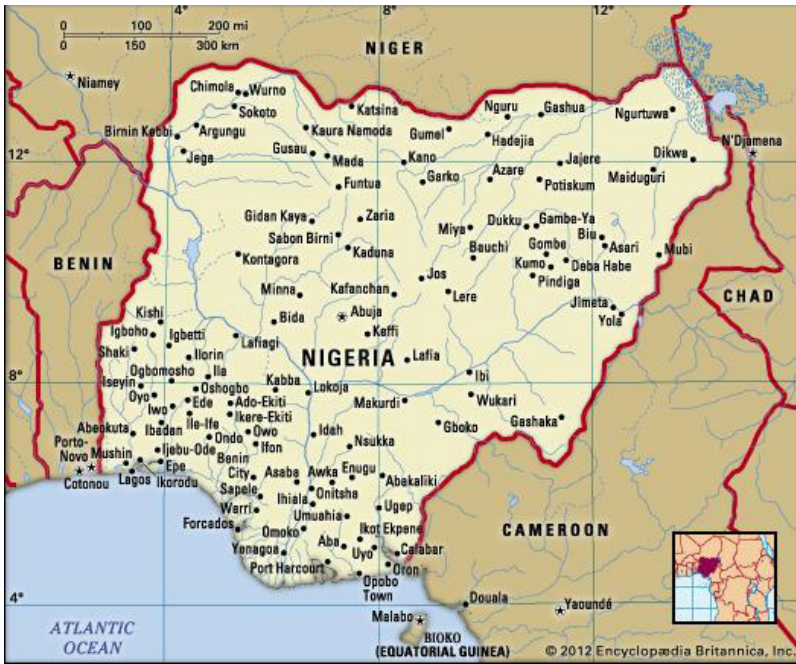 0 100 200 mi
0 150 300 km
4°
8°
12°
NIGER
Niamey
Chimola
Wurno
Sokoto
Katsina
Nguru
Gashua
Ngurtuwa
Birnin Kebbi
Argungu
Kaura Namoda
Gumel
Hadejia
N'Djamena
12°
Jega
Gusau
Mada
Kano
Jajere
Dikwa
Garko
Azare
Potiskum
Maiduguri
Funtua
Gidan Kaya
Zaria
Miya
Dukku
Gambe-Ya
Biu
Sabon Birni
Kaduna
Bauchi
Gombe
Asari
Mubi
BENIN
Kontagora
Kumo
Deba Habe
Jos
Pindiga
Minna
Kafanchan
Lere
CHAD
Abuja
Jimeta
Yola
Kishi
Bida
Keffi
Igboho
Igbetti
Lafiagi
NIGERIA
Shaki
Ilorin
Lafia
Ogbomosho
Ila
Ibi
8°
Iseyin
Oshogbo
Kabba
Lokoja
Oyo
Ede
Ado-Ekiti
Makurdi
Wukari
Iwo
Ikere-Ekiti
Ile-Ife
Gashaka
Abeokuta
Ibadan
Ondo
Owo
Idah
Gboko
Porto-
Novo
Mushin
Ijebu-Ode
Ifon
Nsukka
Benin
City
Epe
Cotonou
Lagos
Ikorodu
Asaba
Awka
Enugu
Abakaliki
Sapele
Ihiala
Onitsha
Warri
Umuahia
Ugep
Forcados
Omoko
Ikot Ekpene
CAMEROON
Yenagoa
Aba
Uyo
Calabar
Port Harcourt
Oron
Opobo
Town
4°
Douala
Malabo
Yaoundé
ATLANTIC
OCEAN
BIOKO
(EQUATORIAL GUINEA)
© 2012 Encyclopædia Britannica, Inc.